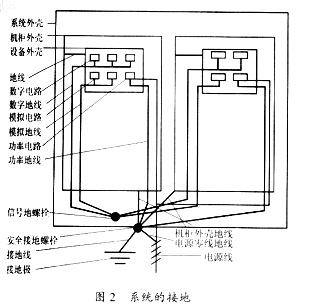 系统外壳
机柜外壳
设备外壳
地线
数字电路
数字地线
模拟电路
模拟地线
功率电路
功率地线
信号地螺栓
安全接地螺栓
接地线
接地极
机柜外壳地线
电源零线地线
电源线
图 2 系统的接地